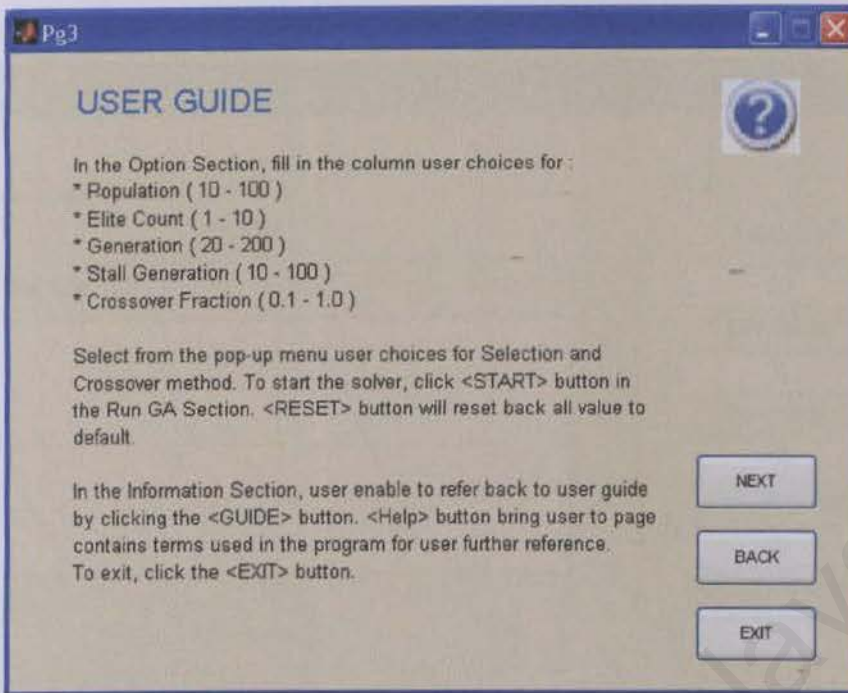 Pg3
USER GUIDE
In the Option Section, fill in the column user choices for :
* Population ( 10 - 100 )
* Elite Count ( 1 - 10 )
* Generation ( 20 - 200 )
* Stall Generation ( 10 - 100 )
* Crossover Fraction ( 0.1 - 1.0 )
Select from the pop-up menu user choices for Selection and
Crossover method. To start the solver, click <START> button in
the Run GA Section. <RESET> button will reset back all value to
default.
In the Information Section, user enable to refer back to user guide
by clicking the <GUIDE> button. <Help> button bring user to page
contains terms used in the program for user further reference.
To exit, click the <EXIT> button.
NEXT
BACK
EXIT